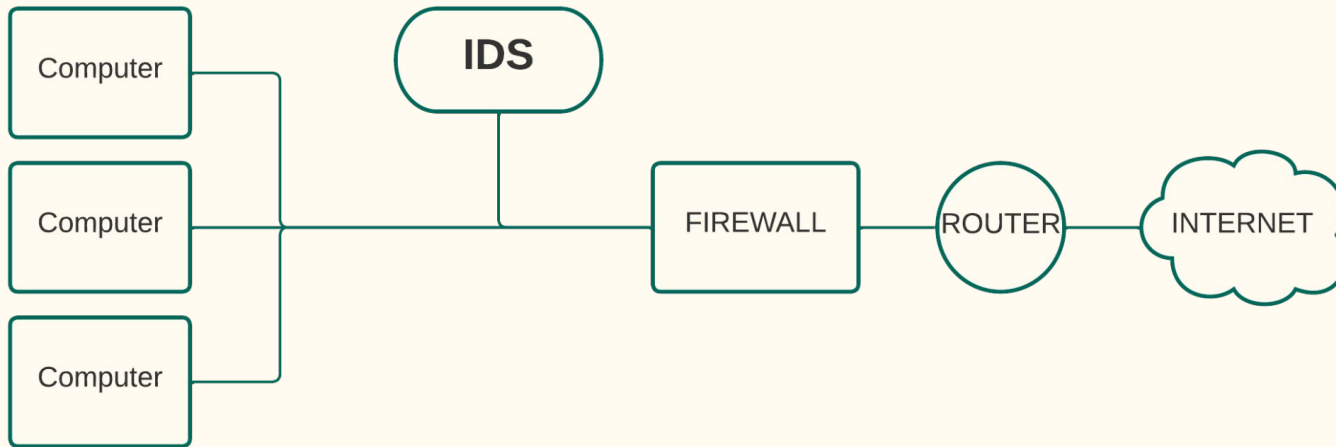 Computer
IDS
Computer
FIREWALL
ROUTER
INTERNET
Computer